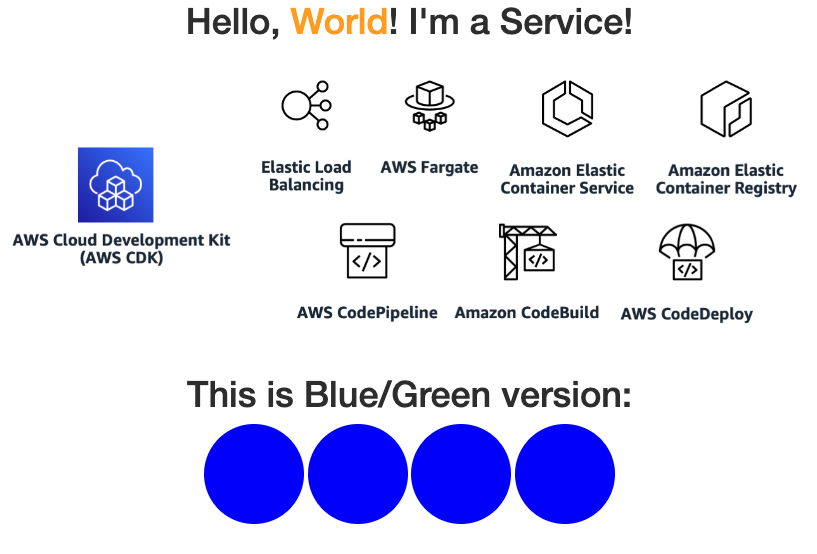 Hello, World! I'm a Service!
Elastic Load
Balancing
AWS Fargate
Amazon Elastic
Container Service
Amazon Elastic
Container Registry
AWS Cloud Development Kit
(AWS CDK)
</>
</>
</>
AWS CodePipeline
Amazon CodeBuild
AWS CodeDeploy
This is Blue/Green version: